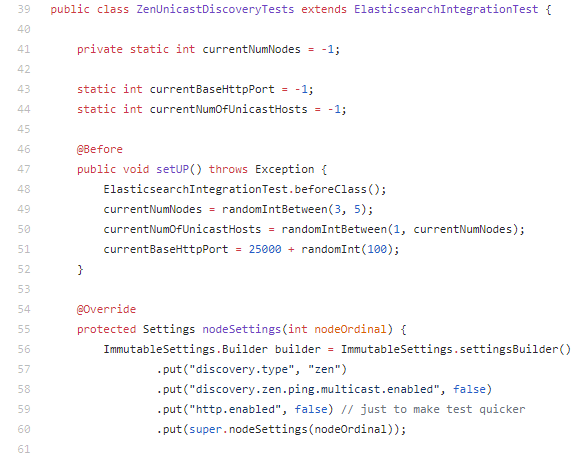 39 public class ZenUnicastDiscoveryTests extends ElasticsearchIntegrationTest {
40
41 private static int currentNumNodes = -1;
42
43 static int currentBaseHttpPort = -1;
44 static int currentNumOfUnicastHosts = -1;
45
46 @Before
47 public void setUP() throws Exception {
48 ElasticsearchIntegrationTest.beforeClass();
49 currentNumNodes = randomIntBetween(3, 5);
50 currentNumOfUnicastHosts = randomIntBetween(1, currentNumNodes);
51 currentBaseHttpPort = 25000 + randomInt(100);
52 }
53
54 @Override
55 protected Settings nodeSettings(int nodeOrdinal) {
56 ImmutableSettings.Builder builder = ImmutableSettings.settingsBuilder()
57 .put("discovery.type", "zen")
58 .put("discovery.zen.ping.multicast.enabled", false)
59 .put("http.enabled", false) // just to make test quicker
60 .put(super.nodeSettings(nodeOrdinal));
61